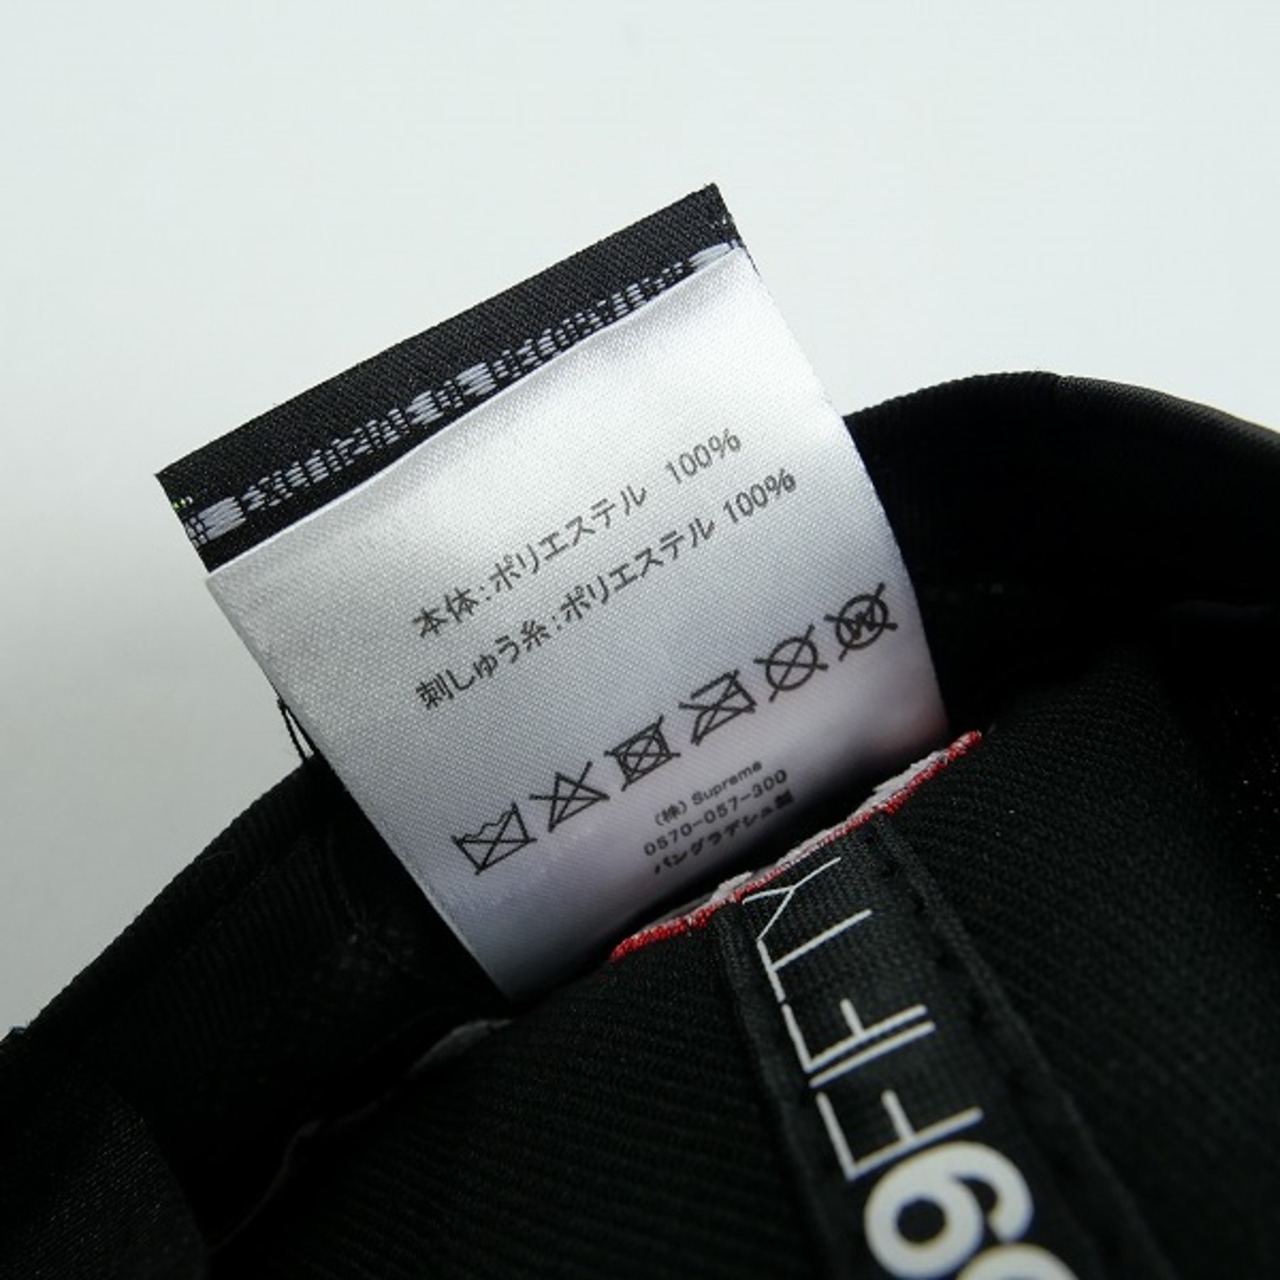 本体:ポリエステル 100%
刺しゅう糸:ポリエステル 100%
(株) Supreme
0570-057-300
バングラデシュ製
FIFTY